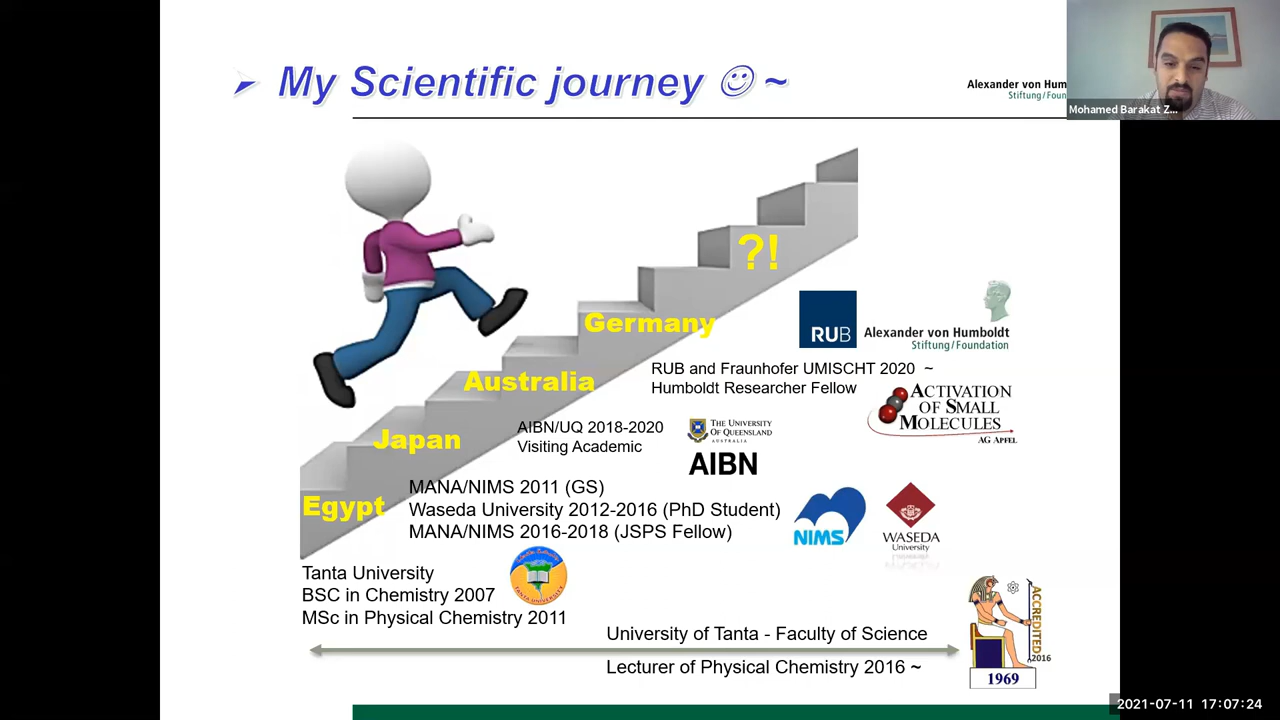 ➢ My Scientific journey ☺ ~
Alexander von Humb
Stiftung/Foun
Mohamed Barakat Z...
?!
Germany
RUB
Alexander von Humboldt
Stiftung/Foundation
RUB and Fraunhofer UMISCHT 2020 ~
Humboldt Researcher Fellow
ACTIVATION
OF SMALL
MOLECULES
AG APFEL
Australia
AIBN/UQ 2018-2020
Visiting Academic
THE UNIVERSITY
OF QUEENSLAND
AUSTRALIA
AIBN
Japan
MANA/NIMS 2011 (GS)
Waseda University 2012-2016 (PhD Student)
MANA/NIMS 2016-2018 (JSPS Fellow)
NIMS
WASEDA
University
Egypt
Tanta University
BSC in Chemistry 2007
MSc in Physical Chemistry 2011
TANTA UNIVERSITY
University of Tanta - Faculty of Science
Lecturer of Physical Chemistry 2016 ~
ACCREDITED
2016
1969
2021-07-11 17:07:24